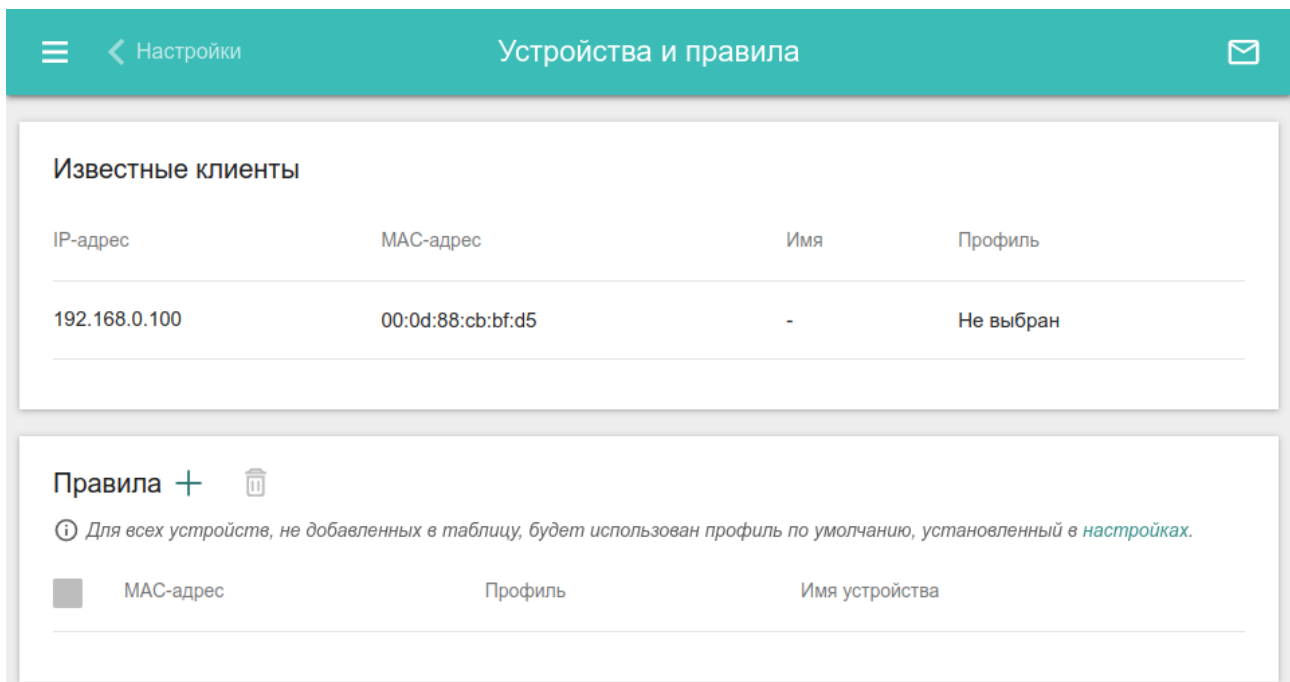 Настройки Устройства и правила
Известные клиенты
IP-адрес MAC-адрес Имя Профиль
192.168.0.100 00:0d:88:cb:bf:d5 - Не выбран
Правила
Для всех устройств, не добавленных в таблицу, будет использован профиль по умолчанию, установленный в настройках.
MAC-адрес Профиль Имя устройства